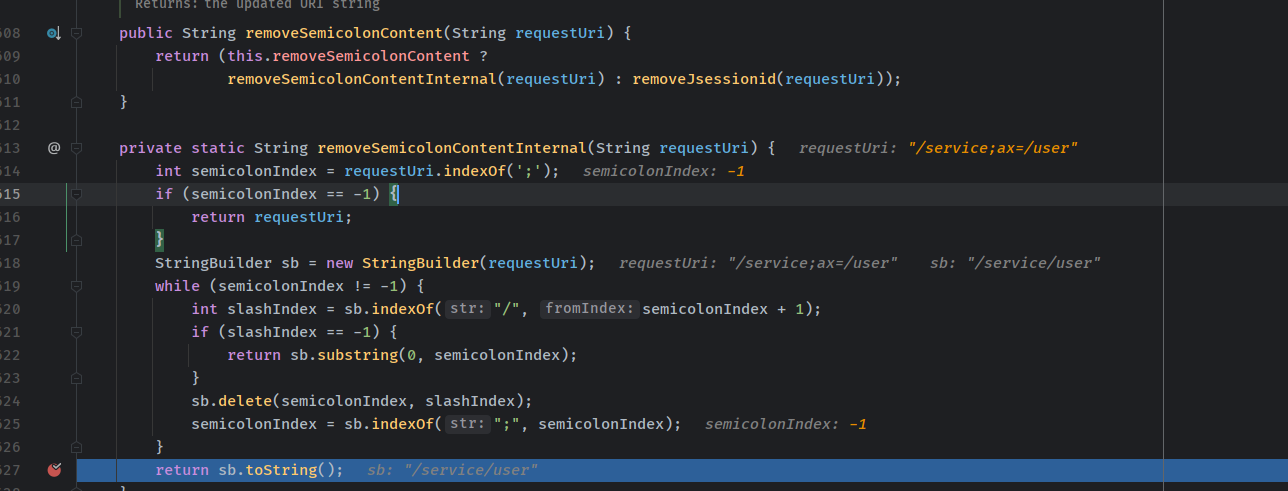 Returns: the updated URI string
608 public String removeSemicolonContent(String requestUri) {
609 return (this.removeSemicolonContent ?
610 removeSemicolonContentInternal(requestUri) : removeJsessionid(requestUri));
611 }
612
613 @ private static String removeSemicolonContentInternal(String requestUri) { requestUri: "/service;ax=/user"
614 int semicolonIndex = requestUri.indexOf(';'); semicolonIndex: -1
615 if (semicolonIndex == -1) {
616 return requestUri;
617 }
618 StringBuilder sb = new StringBuilder(requestUri); requestUri: "/service;ax=/user" sb: "/service/user"
619 while (semicolonIndex != -1) {
620 int slashIndex = sb.indexOf( str: "/", fromIndex: semicolonIndex + 1);
621 if (slashIndex == -1) {
622 return sb.substring(0, semicolonIndex);
623 }
624 sb.delete(semicolonIndex, slashIndex);
625 semicolonIndex = sb.indexOf( str: ";", semicolonIndex); semicolonIndex: -1
626 }
627 return sb.toString(); sb: "/service/user"